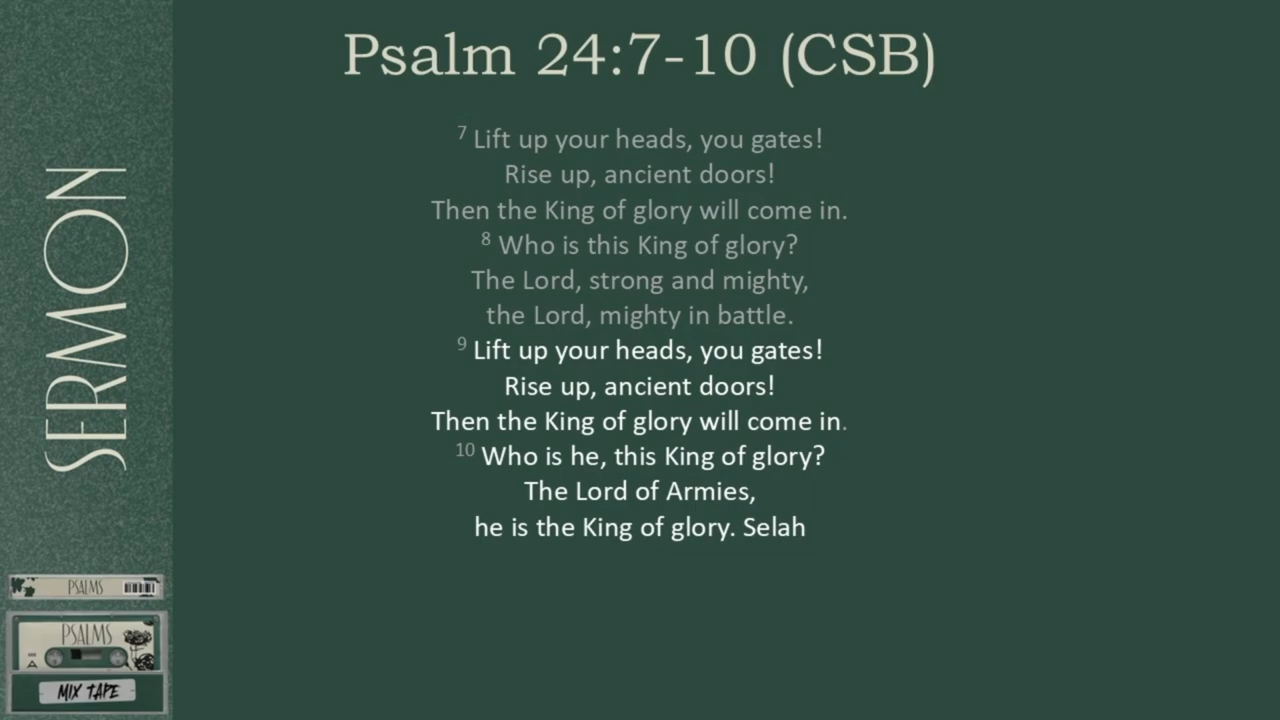 Psalm 24:7-10 (CSB)
7 Lift up your heads, you gates!
Rise up, ancient doors!
Then the King of glory will come in.
8 Who is this King of glory?
The Lord, strong and mighty,
the Lord, mighty in battle.
9 Lift up your heads, you gates!
Rise up, ancient doors!
Then the King of glory will come in.
10 Who is he, this King of glory?
The Lord of Armies,
he is the King of glory. Selah
SERMON
PSALMS
PSALMS
A
MIX TAPE